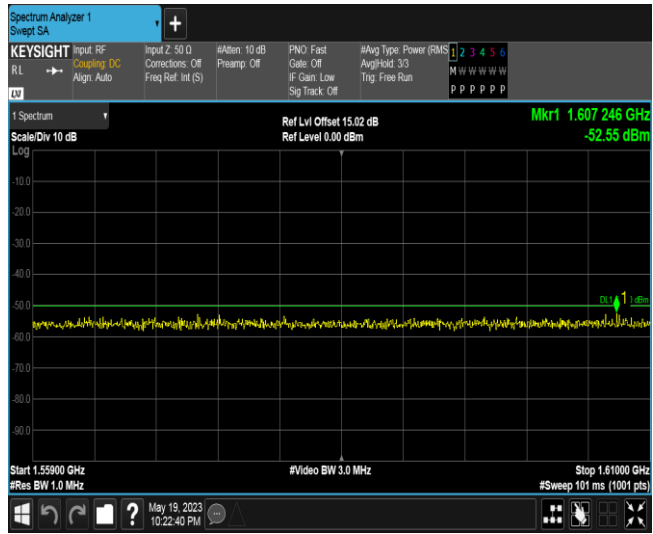 Spectrum Analyzer 1
Swept SA
+
KEYSIGHT
RL
LXI
Input: RF
Coupling: DC
Align: Auto
Input Z: 50 Ω
Corrections: Off
Freq Ref: Int (S)
#Atten: 10 dB
Preamp: Off
PNO: Fast
Gate: Off
IF Gain: Low
Sig Track: Off
#Avg Type: Power (RMS
Avg|Hold: 3/3
Trig: Free Run
1 2 3 4 5 6
M W W W W W
P P P P P P
1 Spectrum
Scale/Div 10 dB
Log
Ref Lvl Offset 15.02 dB
Ref Level 0.00 dBm
Mkr1 1.607 246 GHz
-52.55 dBm
-10.0
-20.0
-30.0
-40.0
-50.0
-60.0
-70.0
-80.0
-90.0
DL1 1 dBm
Start 1.55900 GHz
#Res BW 1.0 MHz
#Video BW 3.0 MHz
Stop 1.61000 GHz
#Sweep 101 ms (1001 pts)
?
May 19, 2023
10:22:40 PM